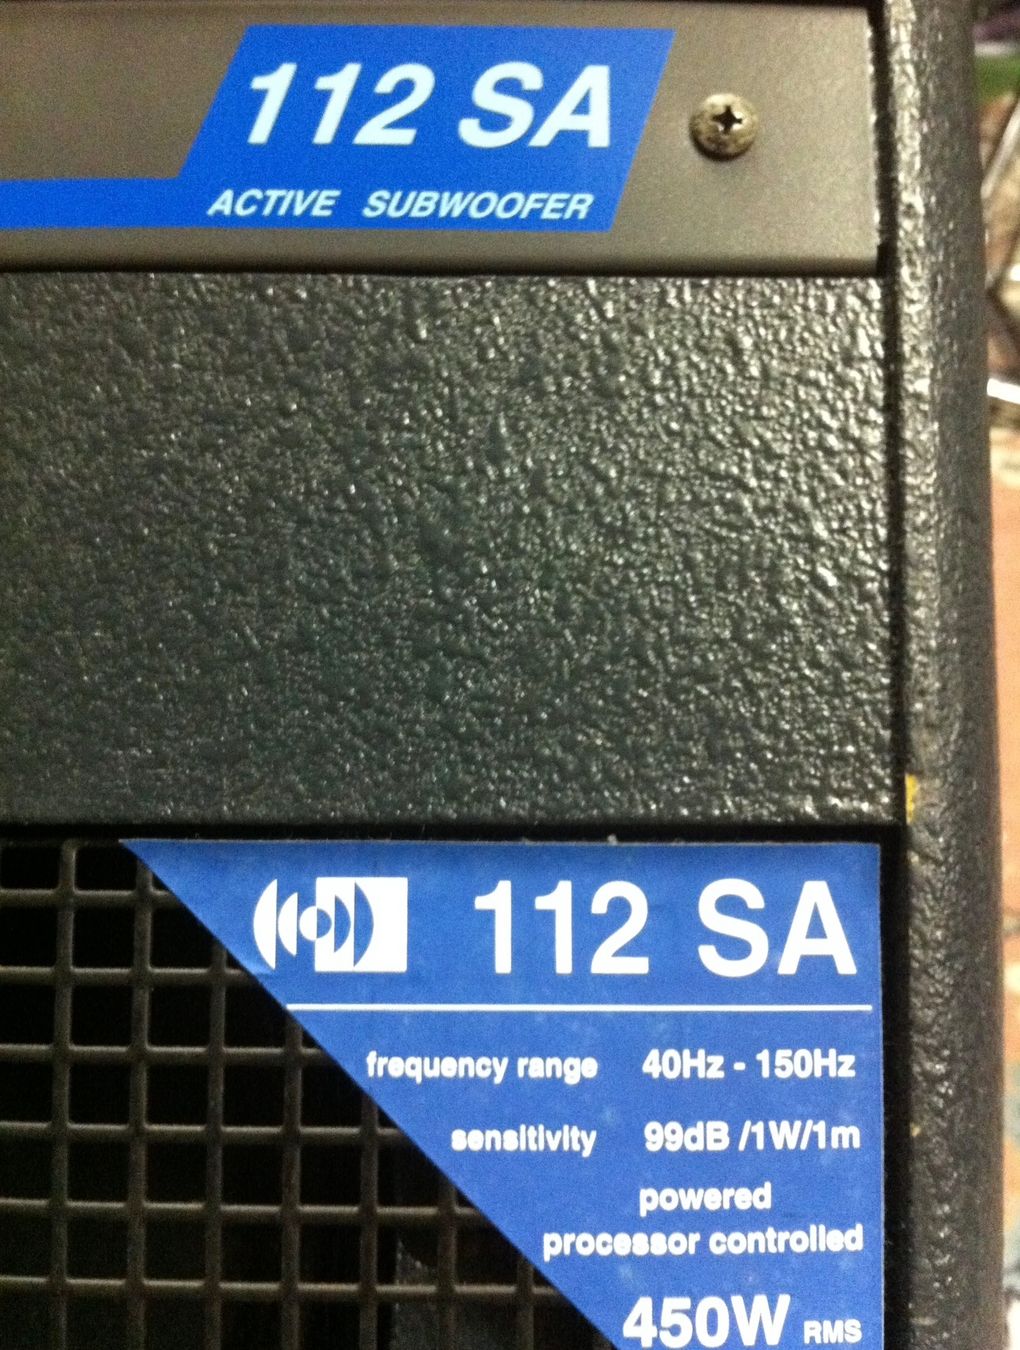 112 SA
ACTIVE SUBWOOFER
112 SA
frequency range 40Hz - 150Hz
sensitivity 99dB /1W/1m
powered
processor controlled
450W RMS